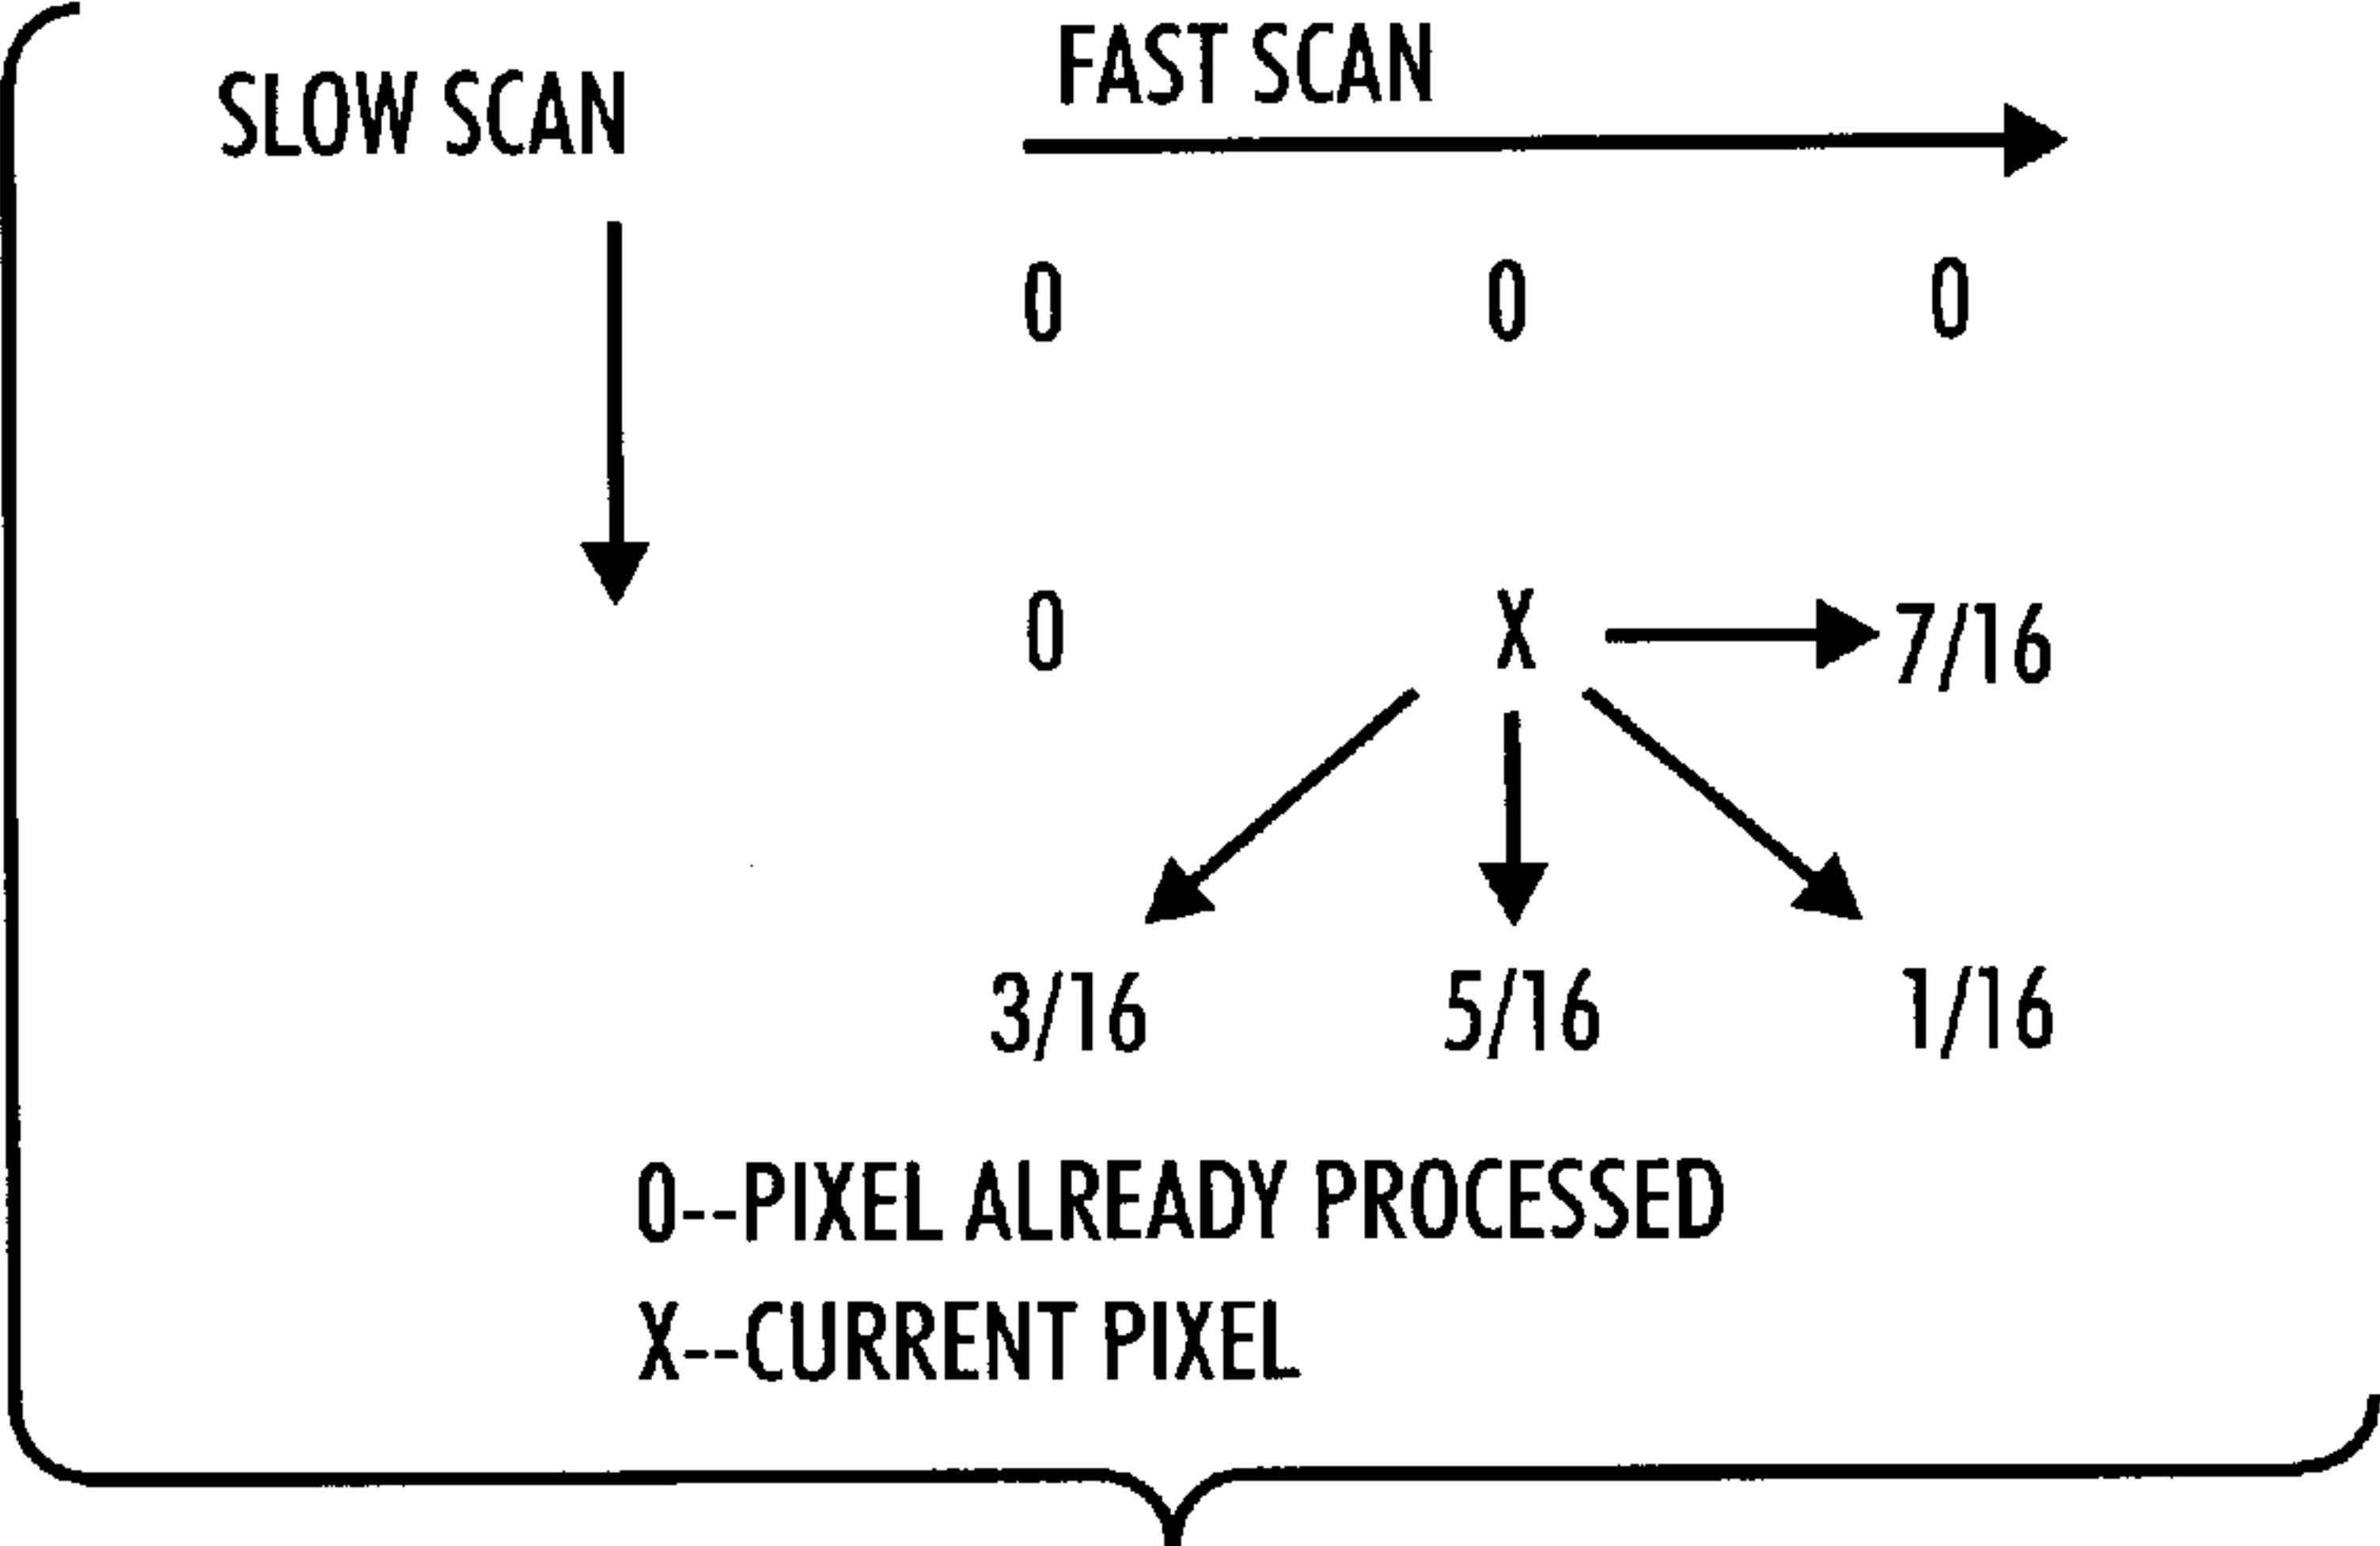 FAST SCAN
SLOW SCAN
0 0 0
0 X 7/16
3/16 5/16 1/16
0--PIXEL ALREADY PROCESSED
X--CURRENT PIXEL